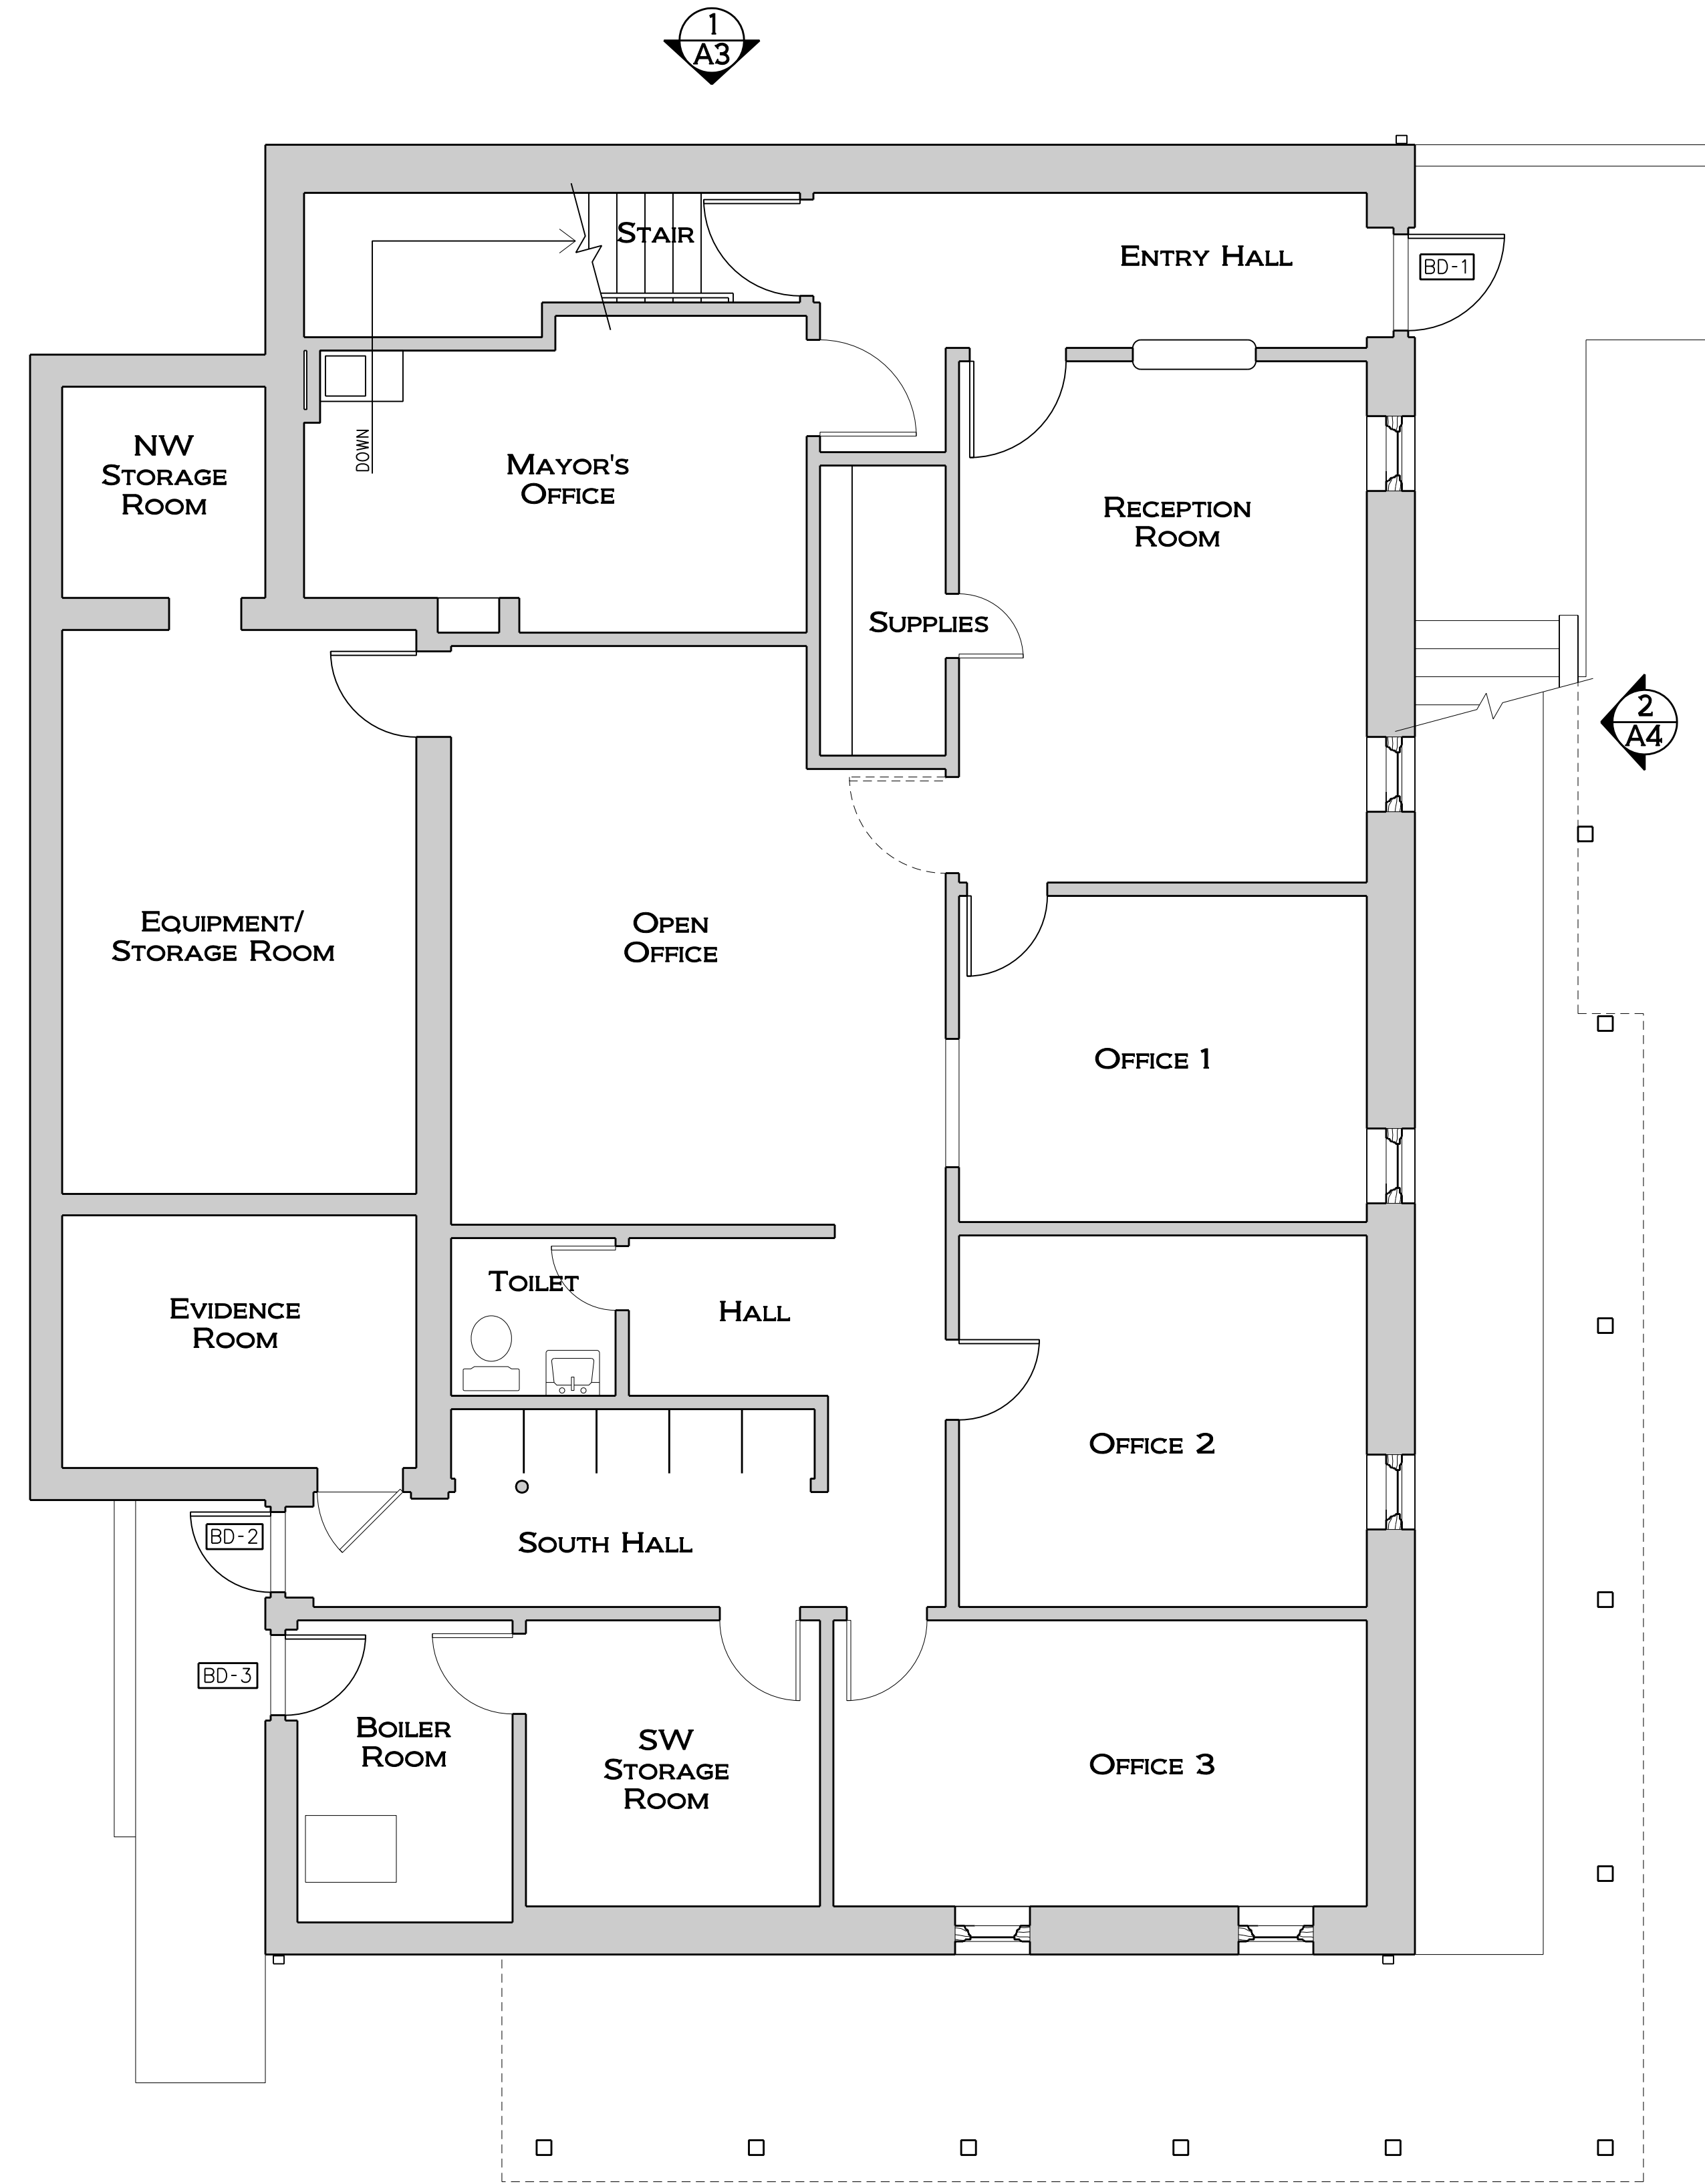 1
A3
Stair
Entry Hall
BD-1
DOWN
NW
Storage
Room
Mayor's
Office
Reception
Room
Supplies
2
A4
Equipment/
Storage Room
Open
Office
Office 1
Toilet
Hall
Evidence
Room
Office 2
BD-2
South Hall
BD-3
Boiler
Room
SW
Storage
Room
Office 3